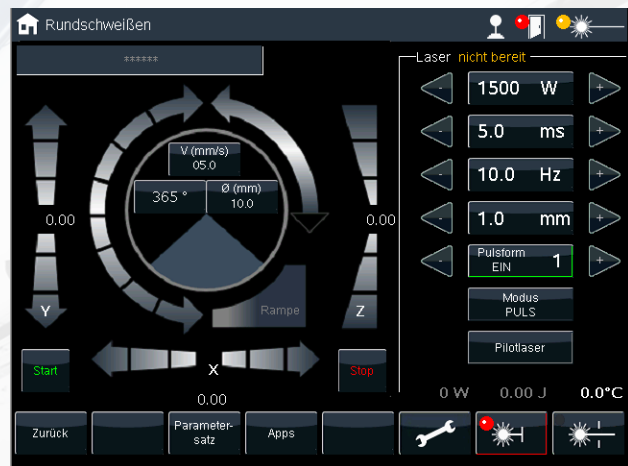 Rundschweißen
******
Laser nicht bereit
- 1500 W +
- 5.0 ms +
- 10.0 Hz +
- 1.0 mm +
- Pulsform EIN 1 +
Modus
PULS
Pilotlaser
V (mm/s)
05.0
365 °
Ø (mm)
10.0
0.00
0.00
Rampe
Y
Z
X
Start
Stop
0.00
0 W 0.00 J 0.0°C
Zurück
Parameter-
satz
Apps